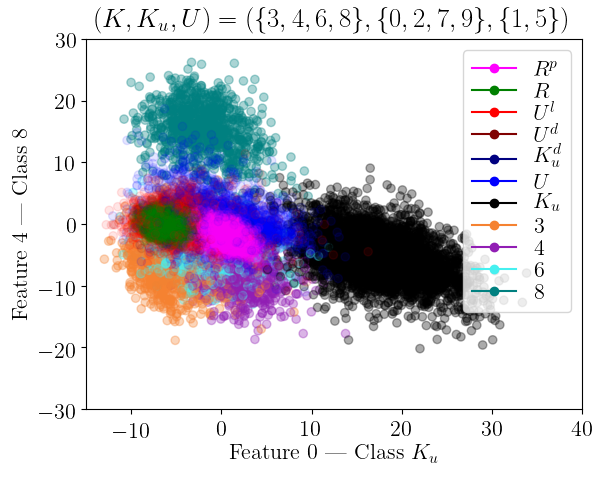 (K, K_u, U) = ({3, 4, 6, 8}, {0, 2, 7, 9}, {1, 5})
30
20
10
0
−10
−20
−30
Feature 4 — Class 8
R^p
R
U^l
U^d
K_u^d
U
K_u
3
4
6
8
−10
0
10
20
30
40
Feature 0 — Class K_u